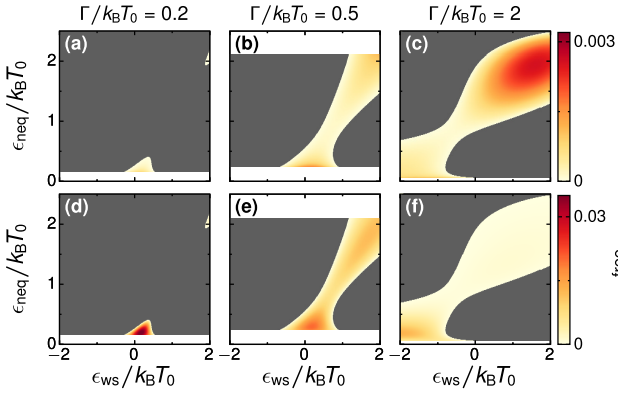 Γ/k_BT_0 = 0.2 Γ/k_BT_0 = 0.5 Γ/k_BT_0 = 2
(a) (b) (c)
ϵ_neq/k_BT_0
2
1
0
0.003
0
(d) (e) (f)
ϵ_neq/k_BT_0
2
1
0
0.03
0
−2 0 2 −2 0 2 −2 0 2
ϵ_ws/k_BT_0 ϵ_ws/k_BT_0 ϵ_ws/k_BT_0